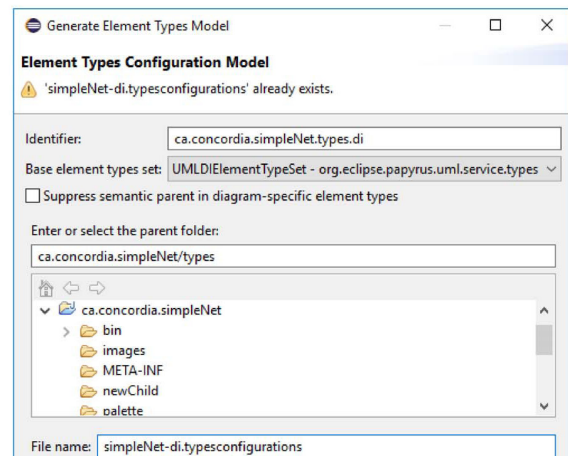 Generate Element Types Model
Element Types Configuration Model
'simpleNet-di.typesconfigurations' already exists.
Identifier: ca.concordia.simpleNet.types.di
Base element types set: UMLDIElementTypeSet - org.eclipse.papyrus.uml.service.types
Suppress semantic parent in diagram-specific element types
Enter or select the parent folder:
ca.concordia.simpleNet/types
ca.concordia.simpleNet
bin
images
META-INF
newChild
palette
File name: simpleNet-di.typesconfigurations